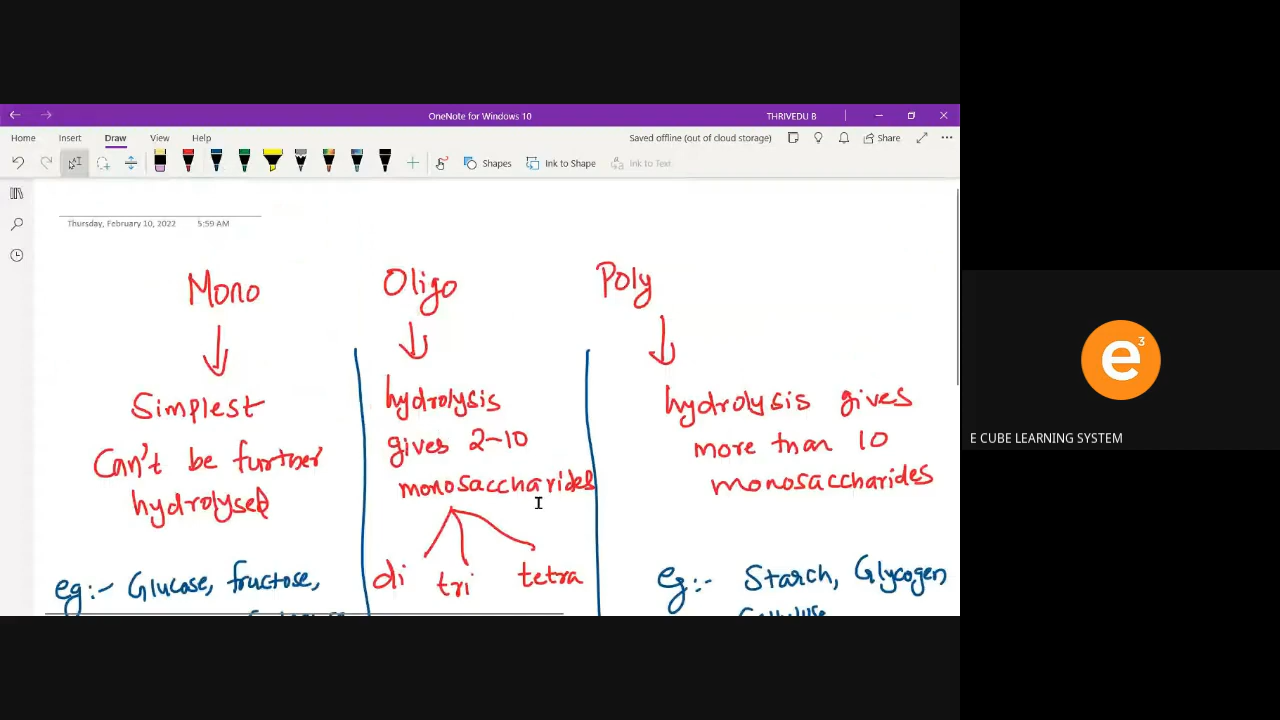 OneNote for Windows 10
THRIVEDU B
Home Insert Draw View Help
Saved offline (out of cloud storage)
Share
Shapes
Ink to Shape
Ink to Text
Thursday, February 10, 2022 5:59 AM
Mono
Simplest
Can't be further
hydrolysed
eg:- Glucose, fructose,
Oligo
hydrolysis
gives 2-10
monosaccharides
di tri tetra
Poly
hydrolysis gives
more than 10
monosaccharides
eg:- Starch, Glycogen
e3
E CUBE LEARNING SYSTEM